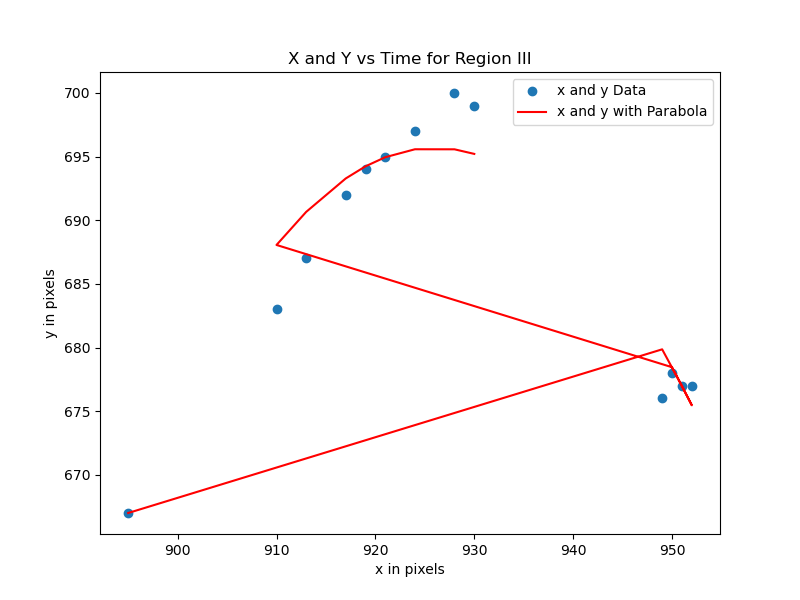 X and Y vs Time for Region III
x and y Data
x and y with Parabola
700
695
690
685
680
675
670
y in pixels
900 910 920 930 940 950
x in pixels